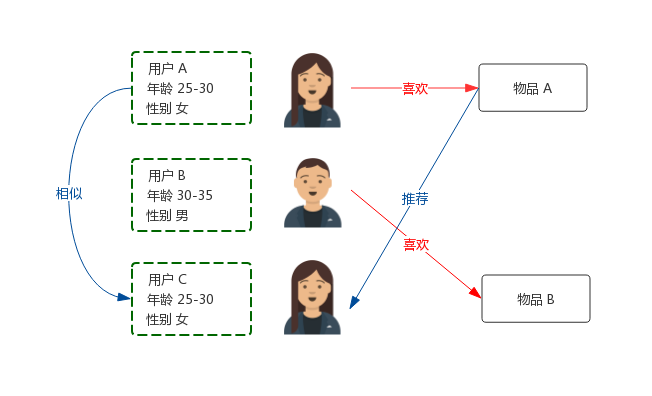 用户 A
年龄 25-30
性别 女
喜欢
物品 A
相似
用户 B
年龄 30-35
性别 男
推荐
喜欢
用户 C
年龄 25-30
性别 女
物品 B